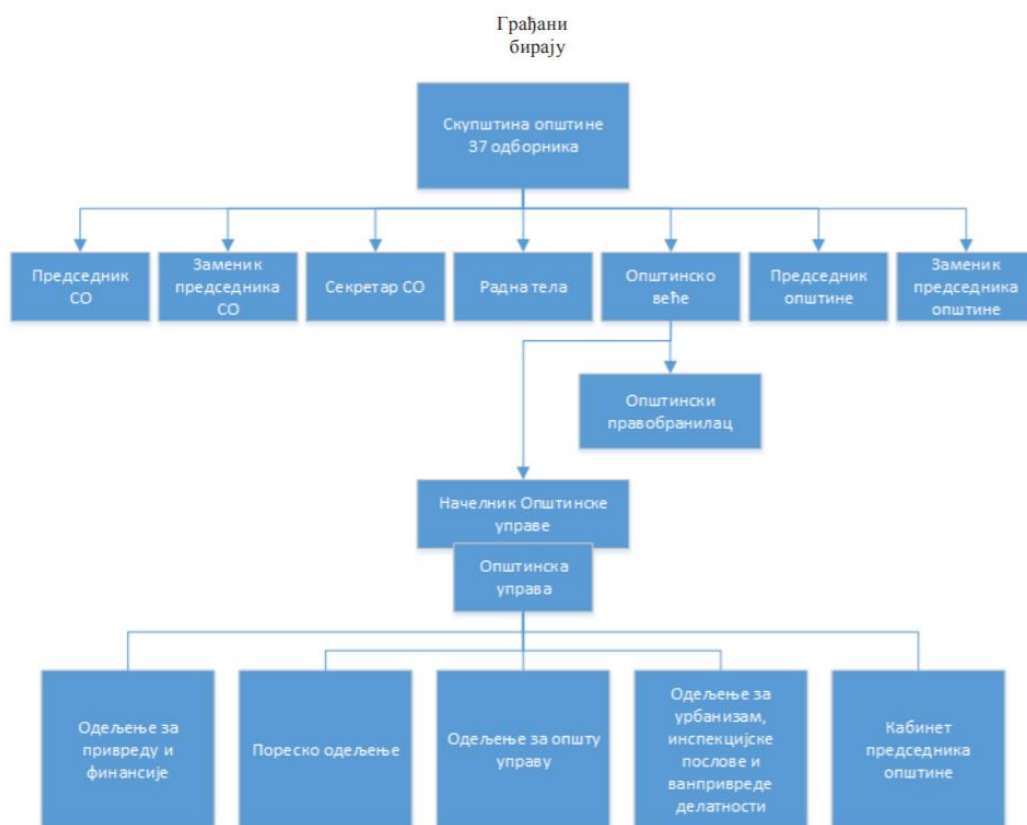 Грађани
бирају
Скупштина општине
37 одборника
Председник
СО
Заменик
председника
СО
Секретар СО
Радна тела
Општинско
веће
Председник
општине
Заменик
председника
општине
Општински
правобранилац
Начелник Општинске
управе
Општинска
управа
Одељење за
привреду и
финансије
Пореско одељење
Одељење за општу
управу
Одељење за
урбанизам,
инспекцијске
послове и
ванпривреде
делатности
Кабинет
председника
општине